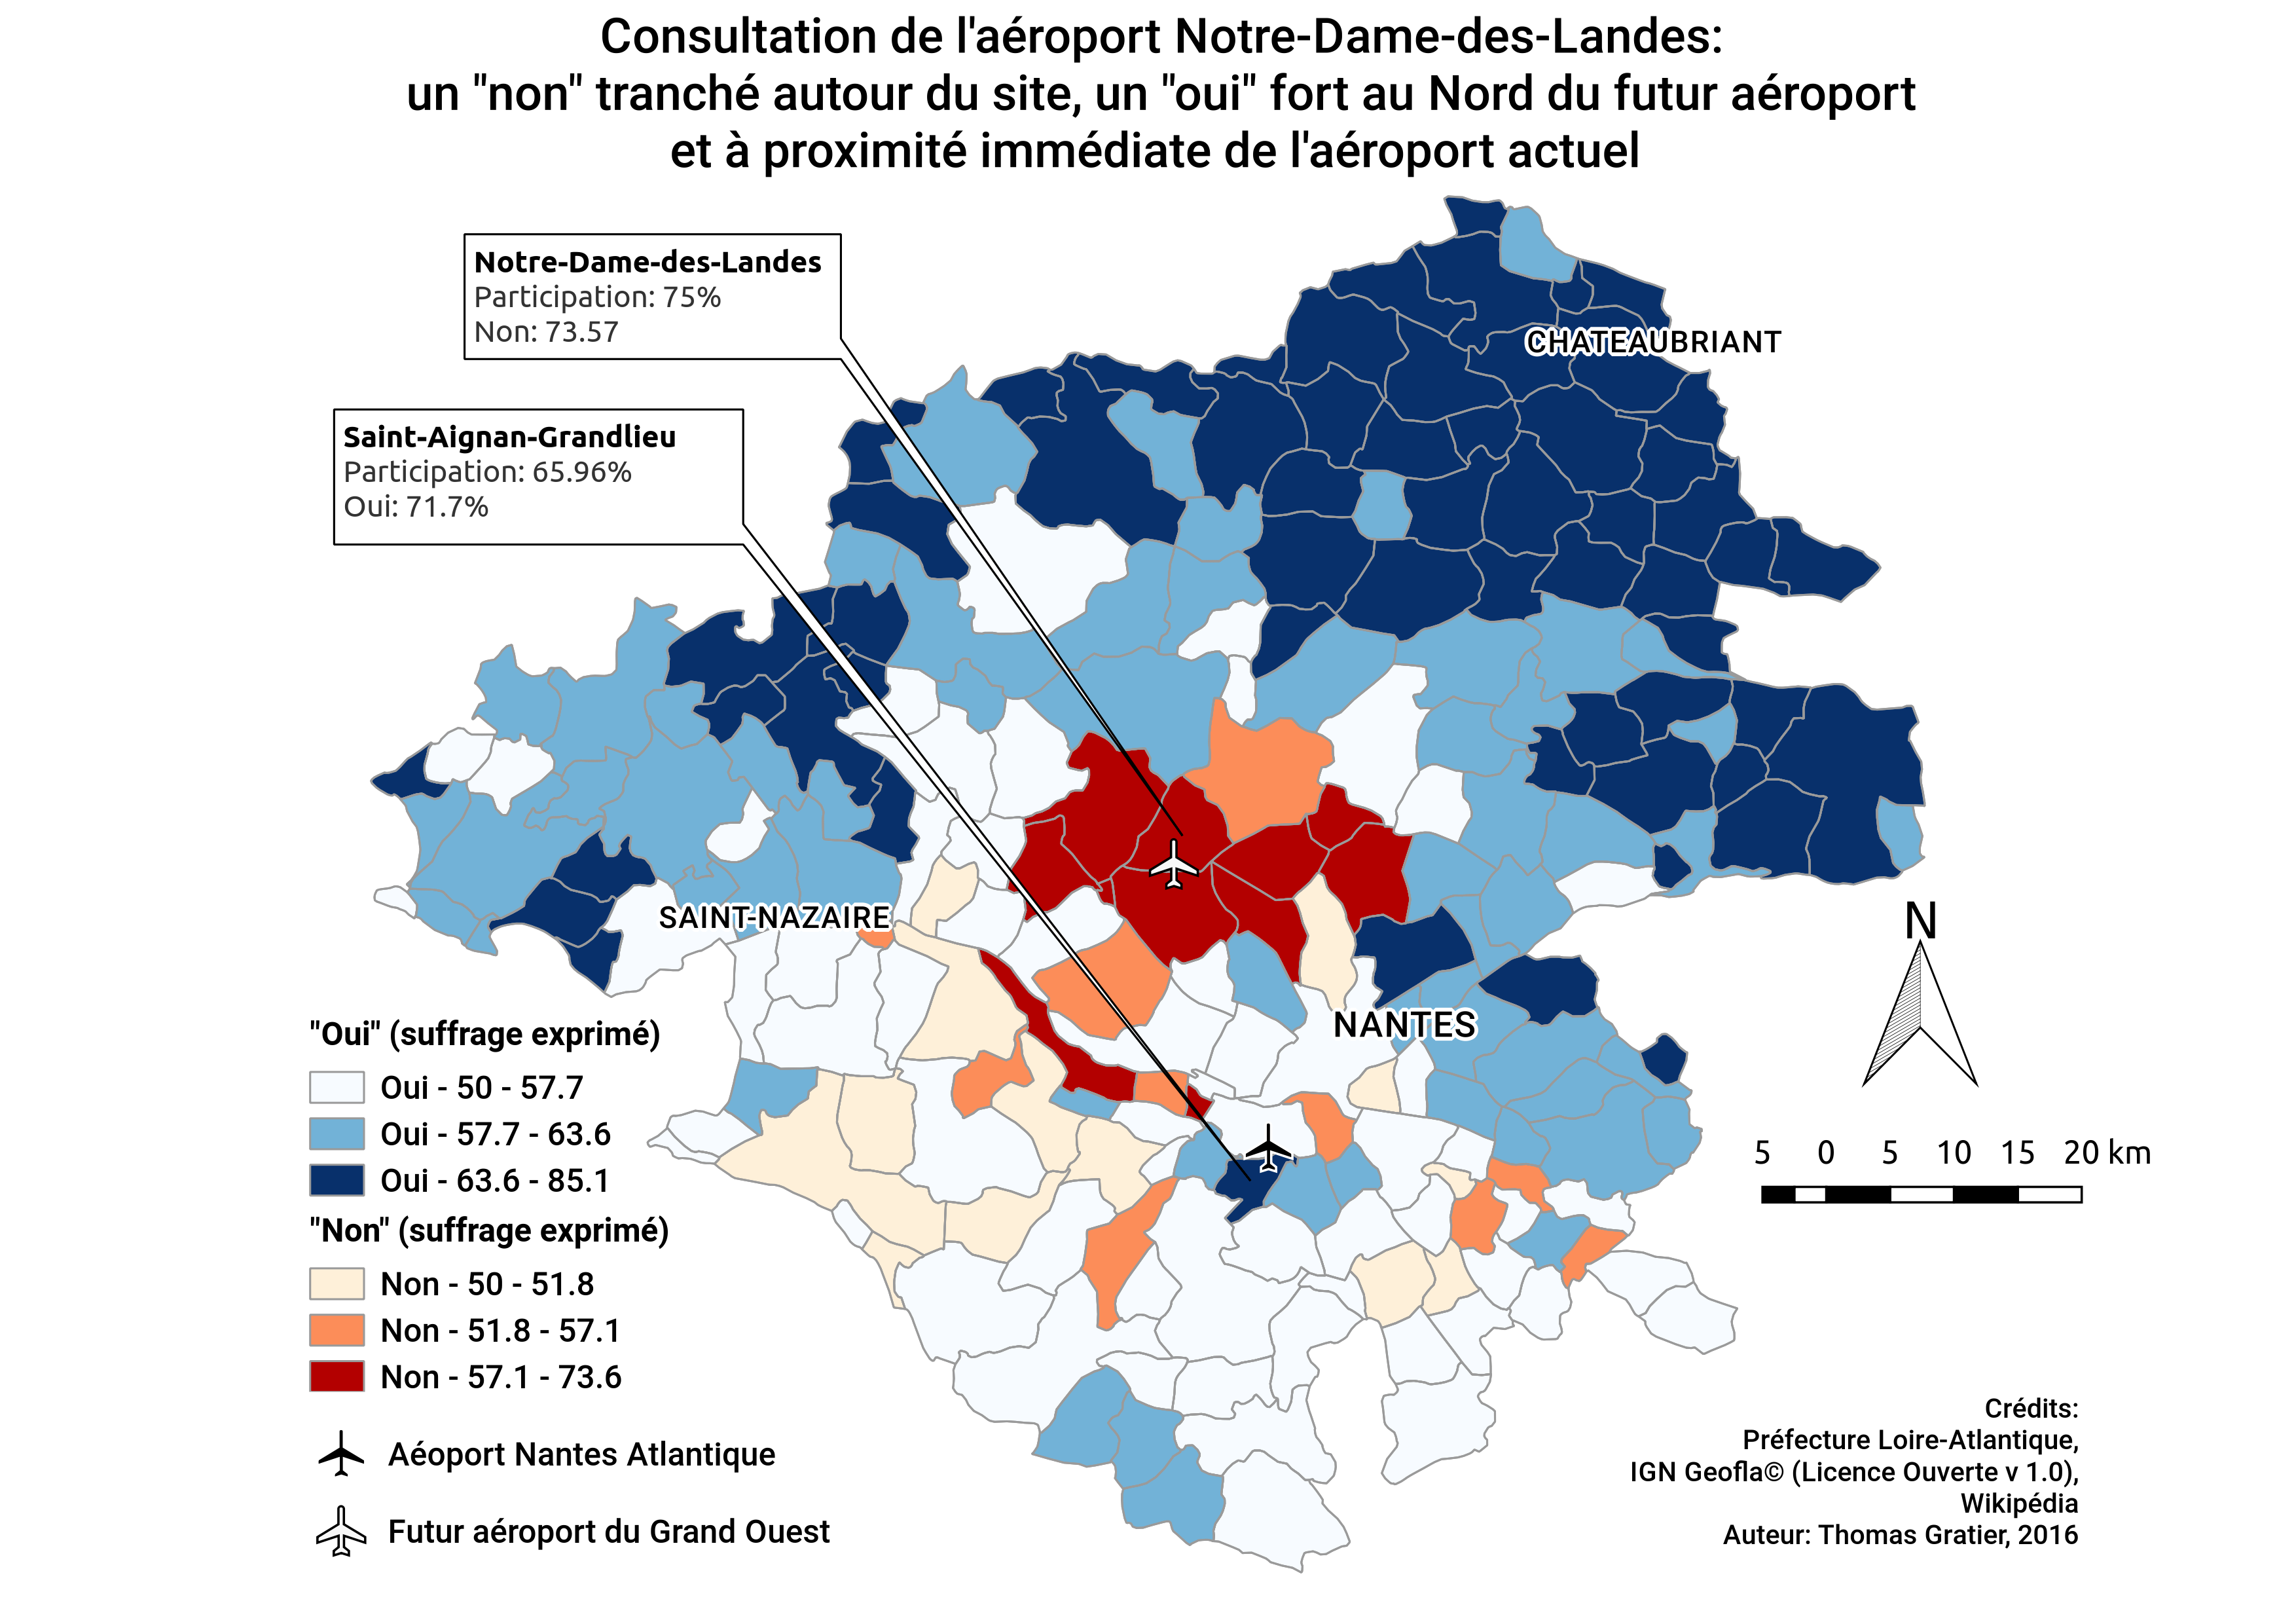 Consultation de l'aéroport Notre-Dame-des-Landes:
un "non" tranché autour du site, un "oui" fort au Nord du futur aéroport
et à proximité immédiate de l'aéroport actuel
Notre-Dame-des-Landes
Participation: 75%
Non: 73.57
Saint-Aignan-Grandlieu
Participation: 65.96%
Oui: 71.7%
CHATEAUBRIANT
SAINT-NAZAIRE
NANTES
N
"Oui" (suffrage exprimé)
Oui - 50 - 57.7
Oui - 57.7 - 63.6
Oui - 63.6 - 85.1
"Non" (suffrage exprimé)
Non - 50 - 51.8
Non - 51.8 - 57.1
Non - 57.1 - 73.6
Aéoport Nantes Atlantique
Futur aéroport du Grand Ouest
5 0 5 10 15 20 km
Crédits:
Préfecture Loire-Atlantique,
IGN Geofla© (Licence Ouverte v 1.0),
Wikipédia
Auteur: Thomas Gratier, 2016